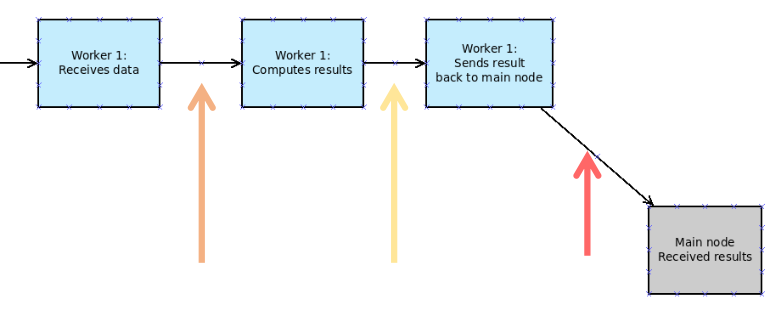 Worker 1:
Receives data
Worker 1:
Computes results
Worker 1:
Sends result
back to main node
Main node
Received results